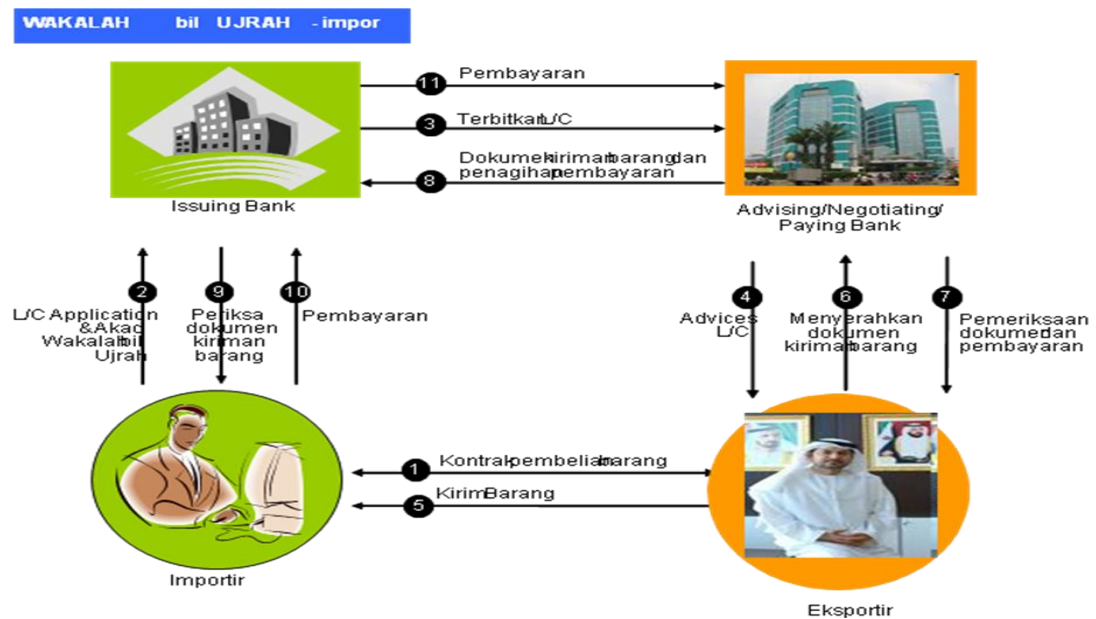 WAKALAH bil UJRAH - impor
11 Pembayaran
3 Terbitkan L/C
Dokumen kiriman barang dan
8 penagihan pembayaran
Issuing Bank
Advising/Negotiating/
Paying Bank
2
L/C Application
& Akad
Wakalah bil
Ujrah
9
Periksa
dokumen
kiriman
barang
10
Pembayaran
4
Advices
L/C
6
Menyerahkan
dokumen
kiriman barang
7
Pemeriksaan
dokumen dan
pembayaran
1 Kontrak pembelian barang
5 Kirim Barang
Importir
Eksportir